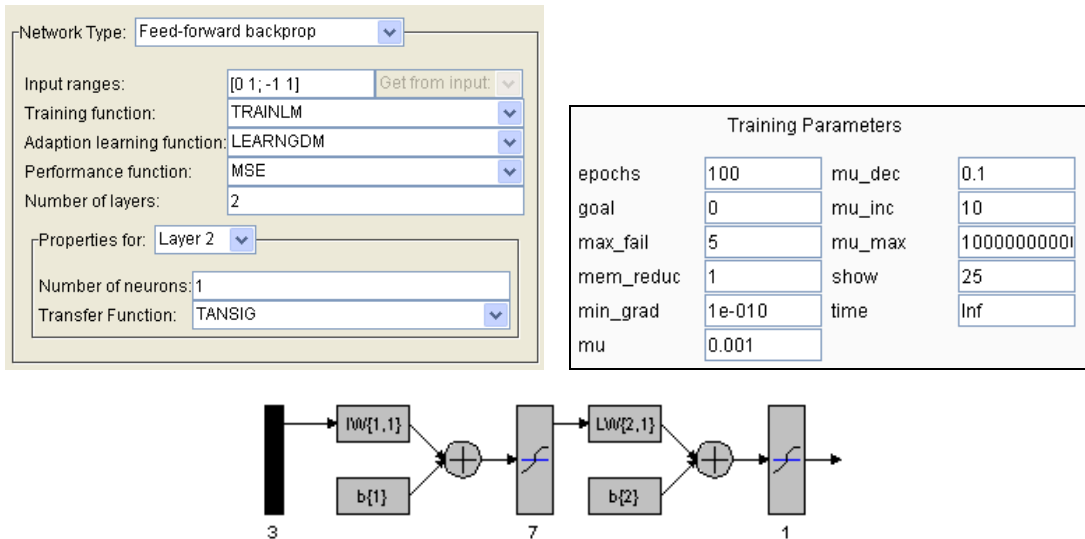 Network Type: Feed-forward backprop
Input ranges: [0 1; -1 1] Get from input:
Training function: TRAINLM
Adaption learning function: LEARNGDM
Performance function: MSE
Number of layers: 2
Properties for: Layer 2
Number of neurons: 1
Transfer Function: TANSIG
Training Parameters
epochs 100 mu_dec 0.1
goal 0 mu_inc 10
max_fail 5 mu_max 1000000000
mem_reduc 1 show 25
min_grad 1e-010 time Inf
mu 0.001
IW{1,1} LW{2,1}
b{1} b{2}
3 7 1